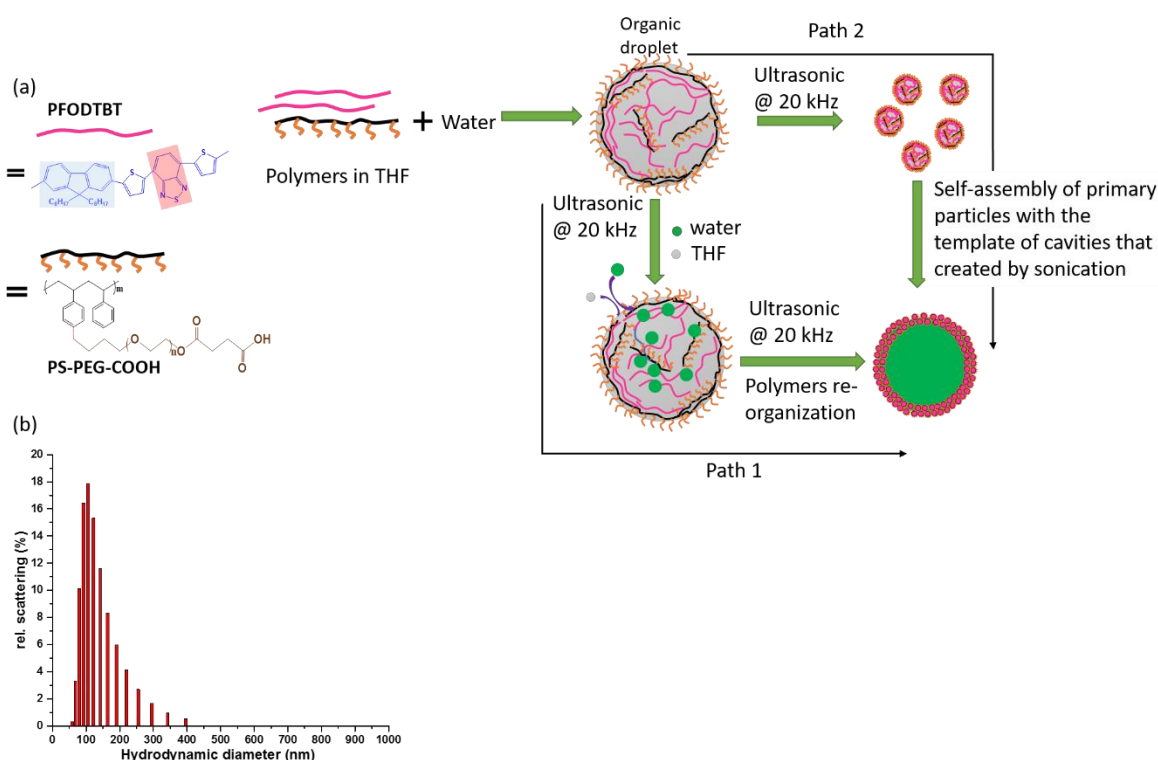 (a)
PFODTBT
=
C₈H₁₇ C₈H₁₇
S
S
N
N
S
=
m
O
n
O
O
OH
O
PS-PEG-COOH
Polymers in THF
+ Water
Organic
droplet
Path 2
Ultrasonic
@ 20 kHz
Ultrasonic
@ 20 kHz
water
THF
Self-assembly of primary
particles with the
template of cavities that
created by sonication
Ultrasonic
@ 20 kHz
Polymers re-
organization
Path 1
(b)
rel. scattering (%)
20
18
16
14
12
10
8
6
4
2
0
0 100 200 300 400 500 600 700 800 900 1000
Hydrodynamic diameter (nm)